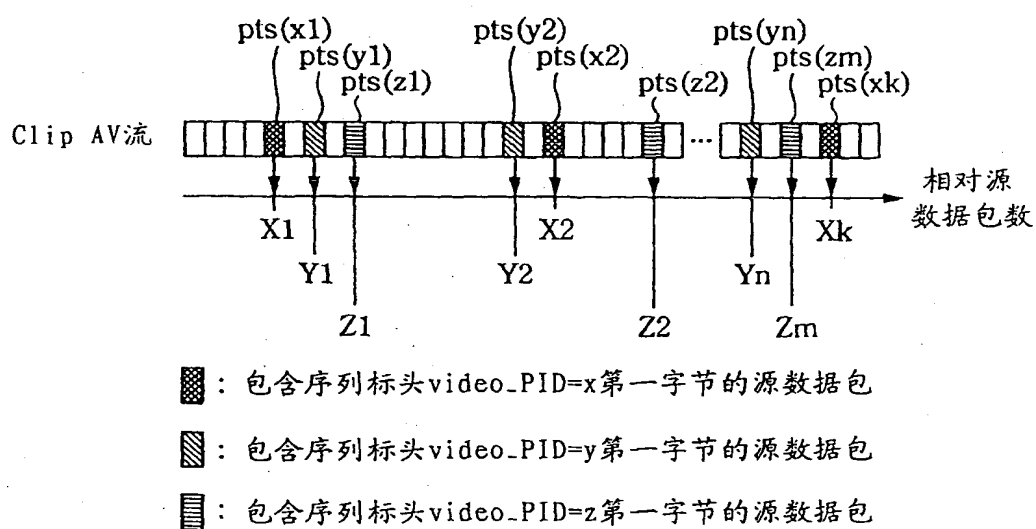 pts(x1) pts(y2) pts(yn)
pts(y1) pts(x2) pts(zm)
pts(z1) pts(z2) pts(xk)
Clip AV流 ...
相对源
数据包数
X1 X2 Xk
Y1 Y2 Yn
Z1 Z2 Zm
: 包含序列标头video_PID=x第一字节的源数据包
: 包含序列标头video_PID=y第一字节的源数据包
: 包含序列标头video_PID=z第一字节的源数据包